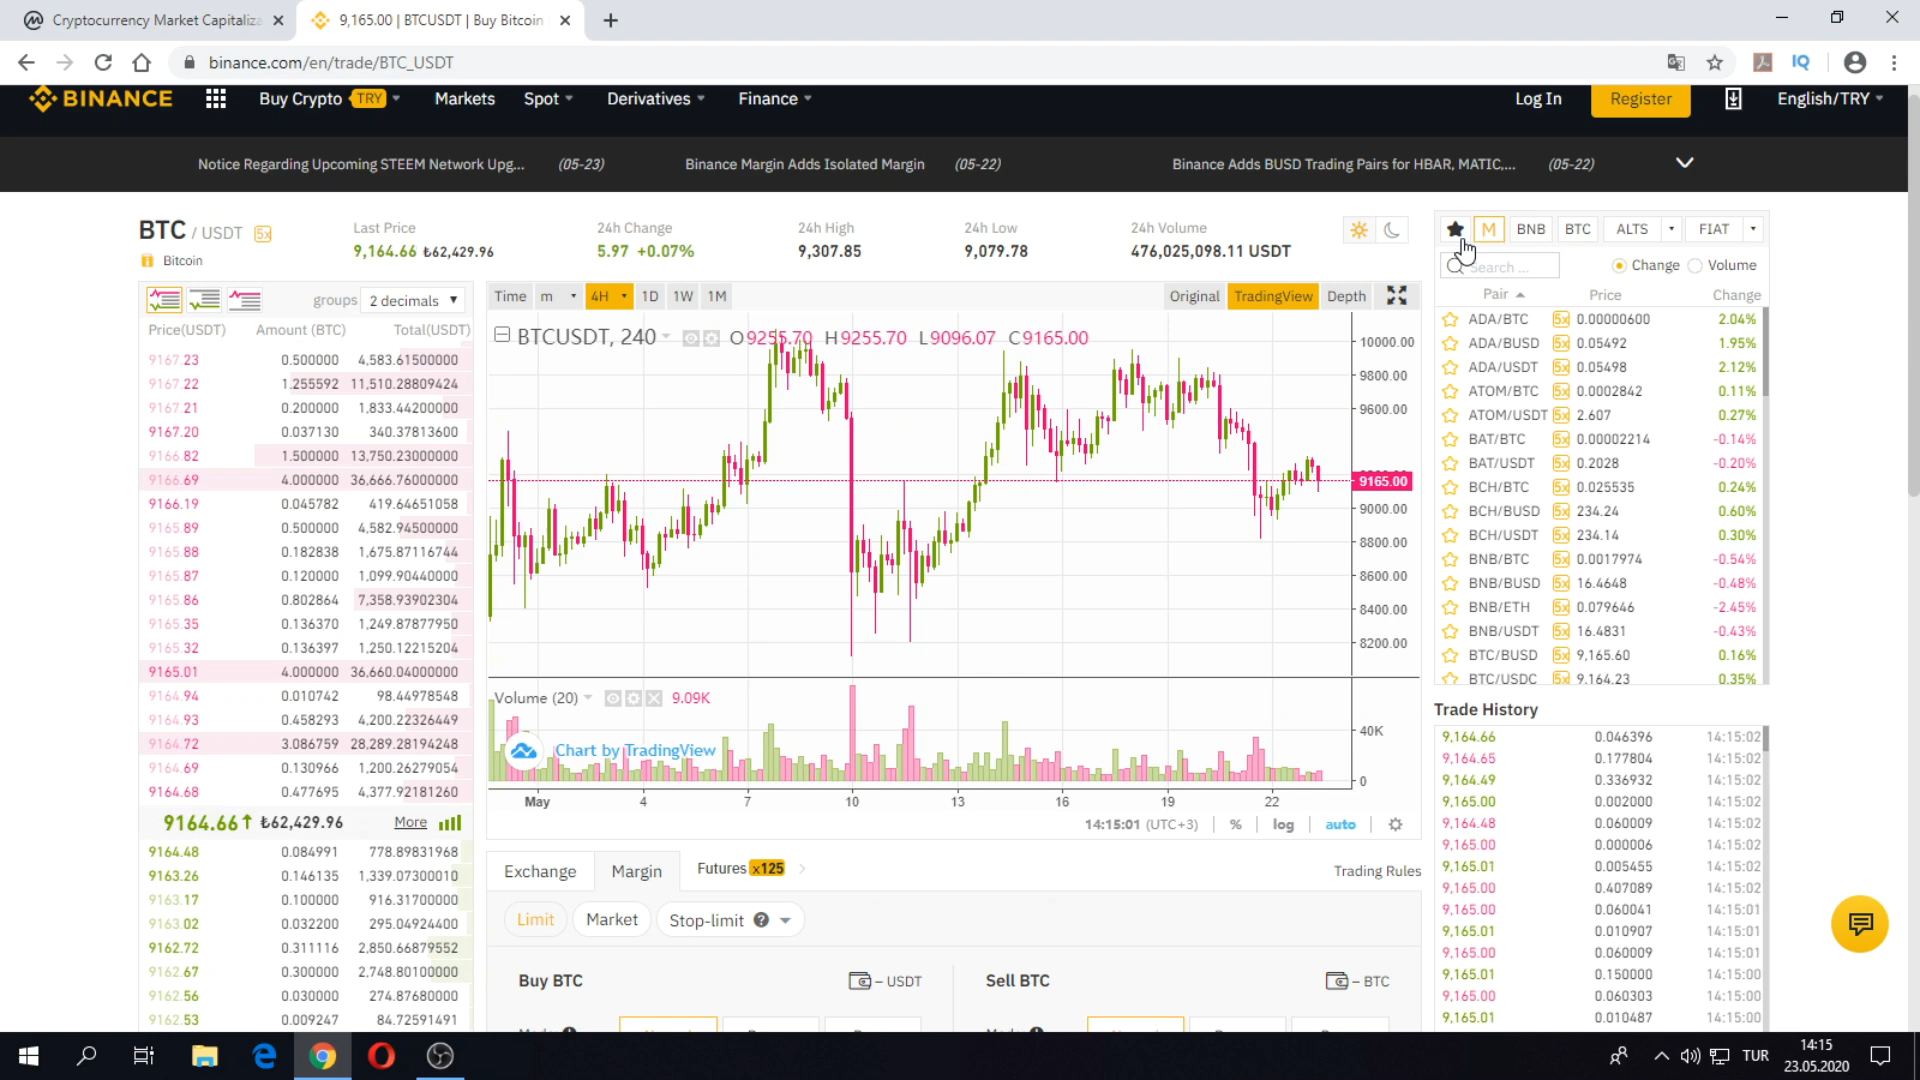 Cryptocurrency Market Capitaliza
9,165.00 | BTCUSDT | Buy Bitcoin
binance.com/en/trade/BTC_USDT
IQ
BINANCE
Buy Crypto TRY
Markets
Spot
Derivatives
Finance
Log In
Register
English/TRY
Notice Regarding Upcoming STEEM Network Upg... (05-23)
Binance Margin Adds Isolated Margin (05-22)
Binance Adds BUSD Trading Pairs for HBAR, MATIC,... (05-22)
BTC / USDT 5x
Bitcoin
Last Price
9,164.66 ₺62,429.96
24h Change
5.97 +0.07%
24h High
9,307.85
24h Low
9,079.78
24h Volume
476,025,098.11 USDT
groups 2 decimals
Price(USDT) Amount (BTC) Total(USDT)
9167.23 0.500000 4,583.61500000
9167.22 1.255592 11,510.28809424
9167.21 0.200000 1,833.44200000
9167.20 0.037130 340.37813600
9166.82 1.500000 13,750.23000000
9166.69 4.000000 36,666.76000000
9166.19 0.045782 419.64651058
9165.89 0.500000 4,582.94500000
9165.88 0.182838 1,675.87116744
9165.87 0.120000 1,099.90440000
9165.86 0.802864 7,358.93902304
9165.35 0.136370 1,249.87877950
9165.32 0.136397 1,250.12215204
9165.01 4.000000 36,660.04000000
9164.94 0.010742 98.44978548
9164.93 0.458293 4,200.22326449
9164.72 3.086759 28,289.28194248
9164.69 0.130966 1,200.26279054
9164.68 0.477695 4,377.92181260
9164.66 ₺62,429.96 More
9164.48 0.084991 778.89831968
9163.26 0.146135 1,339.07300010
9163.17 0.100000 916.31700000
9163.02 0.032200 295.04924400
9162.72 0.311116 2,850.66879552
9162.67 0.300000 2,748.80100000
9162.56 0.030000 274.87680000
9162.53 0.009247 84.72591491
Time m 4H 1D 1W 1M
Original TradingView Depth
BTCUSDT, 240 O9255.70 H9255.70 L9096.07 C9165.00
10000.00
9800.00
9600.00
9165.00
9000.00
8800.00
8600.00
8400.00
8200.00
Volume (20) 9.09K
40K
0
Chart by TradingView
May 4 7 10 13 16 19 22
14:15:01 (UTC+3) % log auto
Exchange
Margin
Futures x125
Trading Rules
Limit Market Stop-limit
Buy BTC – USDT
Sell BTC – BTC
M BNB BTC ALTS FIAT
Search ...
Change Volume
Pair Price Change
ADA/BTC 5x 0.00000600 2.04%
ADA/BUSD 5x 0.05492 1.95%
ADA/USDT 5x 0.05498 2.12%
ATOM/BTC 5x 0.0002842 0.11%
ATOM/USDT 5x 2.607 0.27%
BAT/BTC 5x 0.00002214 -0.14%
BAT/USDT 5x 0.2028 -0.20%
BCH/BTC 5x 0.025535 0.24%
BCH/BUSD 5x 234.24 0.60%
BCH/USDT 5x 234.14 0.30%
BNB/BTC 5x 0.0017974 -0.54%
BNB/BUSD 5x 16.4648 -0.48%
BNB/ETH 5x 0.079646 -2.45%
BNB/USDT 5x 16.4831 -0.43%
BTC/BUSD 5x 9,165.60 0.16%
BTC/USDC 5x 9,164.23 0.35%
Trade History
9,164.66 0.046396 14:15:02
9,164.65 0.177804 14:15:02
9,164.49 0.336932 14:15:02
9,165.00 0.002000 14:15:02
9,164.48 0.060009 14:15:02
9,165.00 0.000006 14:15:02
9,165.01 0.005455 14:15:02
9,165.00 0.407089 14:15:02
9,165.00 0.060041 14:15:01
9,165.01 0.010907 14:15:01
9,165.00 0.060009 14:15:01
9,165.01 0.150000 14:15:00
9,165.00 0.060303 14:15:00
9,165.01 0.010487 14:15:00
TUR
14:15
23.05.2020